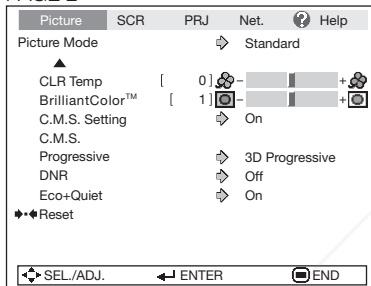 Picture SCR PRJ Net. ? Help
Picture Mode Standard
CLR Temp [ 0 ] - +
BrilliantColor™ [ 1 ] - +
C.M.S. Setting On
C.M.S.
Progressive 3D Progressive
DNR Off
Eco+Quiet On
Reset
SEL./ADJ. ENTER END